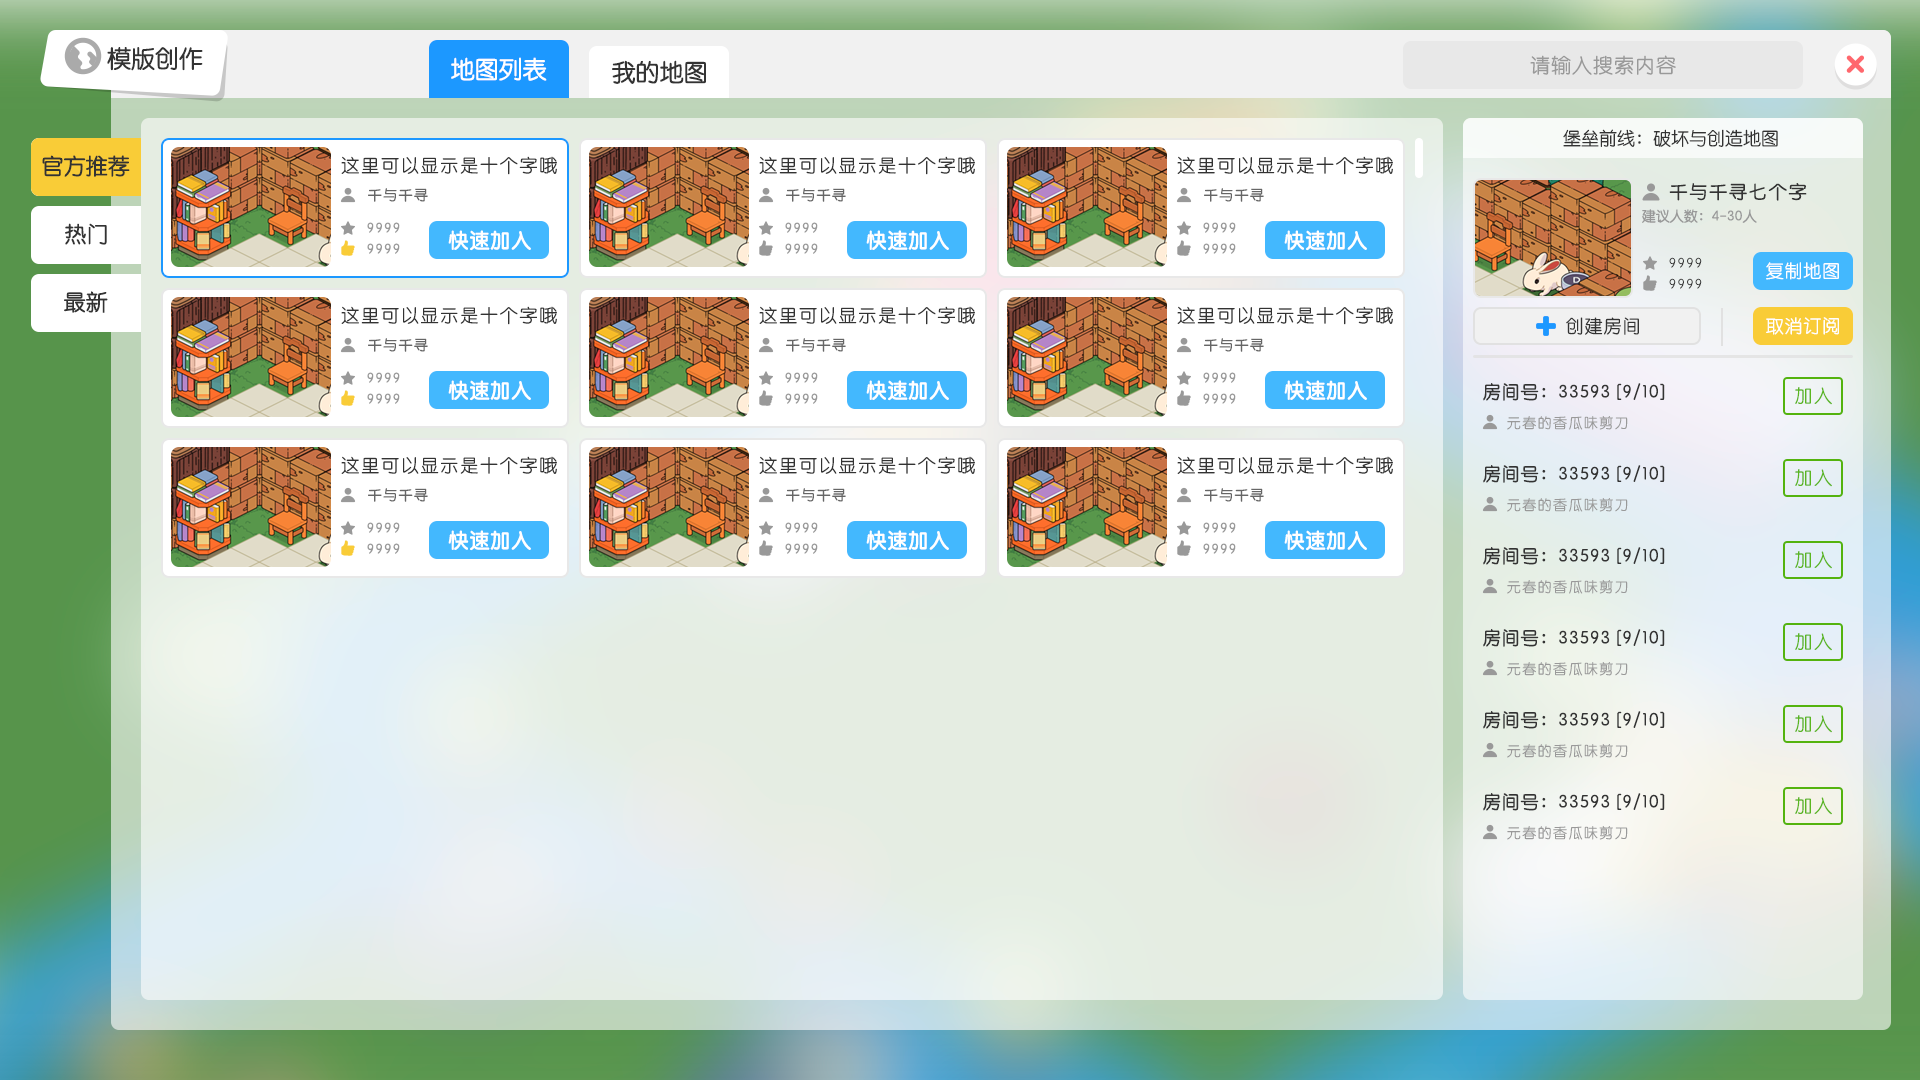 模版创作
地图列表
我的地图
请输入搜索内容
官方推荐
热门
最新
这里可以显示是十个字哦
千与千寻
9999
9999
快速加入
这里可以显示是十个字哦
千与千寻
9999
9999
快速加入
这里可以显示是十个字哦
千与千寻
9999
9999
快速加入
这里可以显示是十个字哦
千与千寻
9999
9999
快速加入
这里可以显示是十个字哦
千与千寻
9999
9999
快速加入
这里可以显示是十个字哦
千与千寻
9999
9999
快速加入
这里可以显示是十个字哦
千与千寻
9999
9999
快速加入
这里可以显示是十个字哦
千与千寻
9999
9999
快速加入
这里可以显示是十个字哦
千与千寻
9999
9999
快速加入
堡垒前线：破坏与创造地图
千与千寻七个字
建议人数：4-30人
9999
9999
复制地图
创建房间
取消订阅
房间号：33593 [9/10]
元春的香瓜味剪刀
加入
房间号：33593 [9/10]
元春的香瓜味剪刀
加入
房间号：33593 [9/10]
元春的香瓜味剪刀
加入
房间号：33593 [9/10]
元春的香瓜味剪刀
加入
房间号：33593 [9/10]
元春的香瓜味剪刀
加入
房间号：33593 [9/10]
元春的香瓜味剪刀
加入